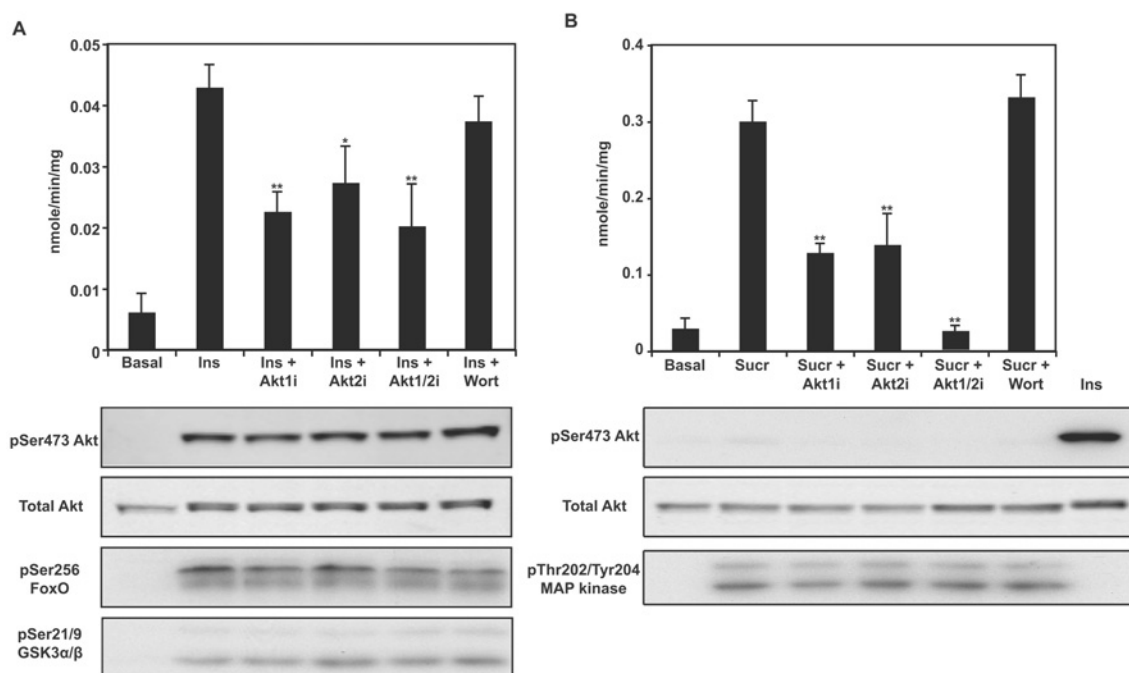 A
0.05
0.04
0.03
0.02
0.01
0
nmole/min/mg
**
*
**
Basal
Ins
Ins +
Akt1i
Ins +
Akt2i
Ins +
Akt1/2i
Ins +
Wort
pSer473 Akt
Total Akt
pSer256
FoxO
pSer21/9
GSK3α/β
B
0.4
0.3
0.2
0.1
0
nmole/min/mg
**
**
**
Basal
Sucr
Sucr +
Akt1i
Sucr +
Akt2i
Sucr +
Akt1/2i
Sucr +
Wort
Ins
pSer473 Akt
Total Akt
pThr202/Tyr204
MAP kinase